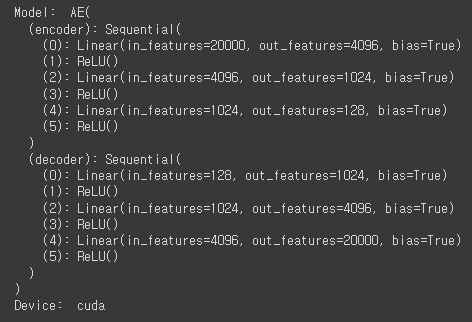 Model:  AE(
  (encoder): Sequential(
    (0): Linear(in_features=20000, out_features=4096, bias=True)
    (1): ReLU()
    (2): Linear(in_features=4096, out_features=1024, bias=True)
    (3): ReLU()
    (4): Linear(in_features=1024, out_features=128, bias=True)
    (5): ReLU()
  )
  (decoder): Sequential(
    (0): Linear(in_features=128, out_features=1024, bias=True)
    (1): ReLU()
    (2): Linear(in_features=1024, out_features=4096, bias=True)
    (3): ReLU()
    (4): Linear(in_features=4096, out_features=20000, bias=True)
    (5): ReLU()
  )
)
Device:  cuda